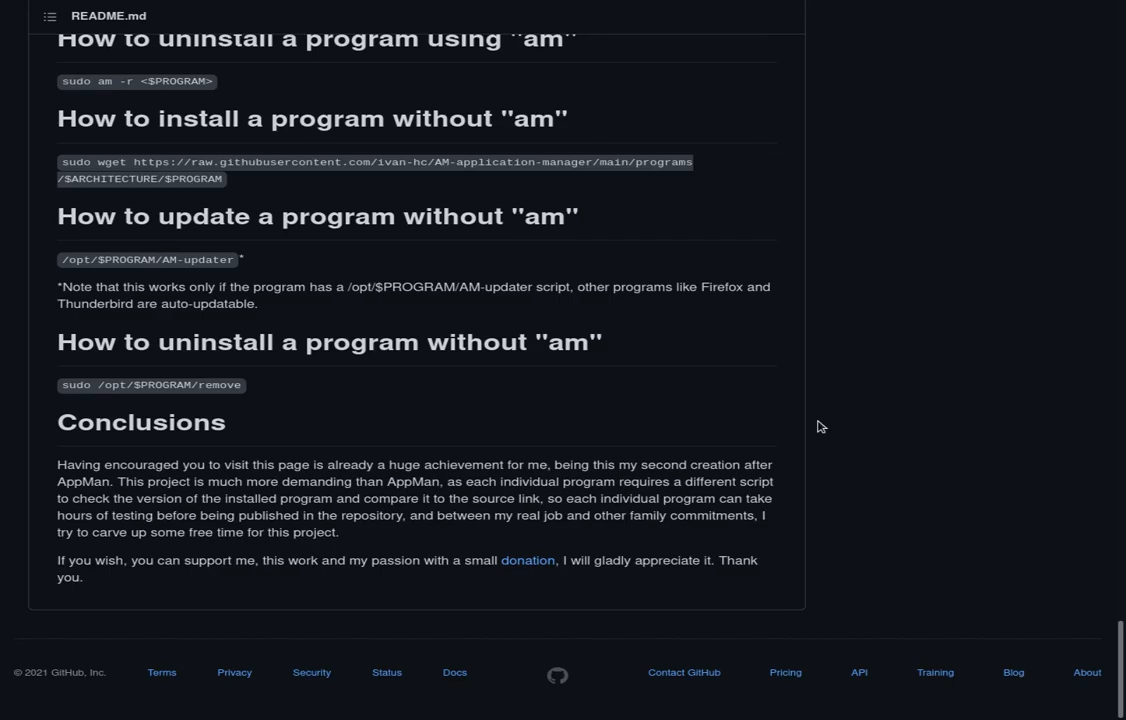 README.md
How to uninstall a program using "am"
sudo am -r <$PROGRAM>
How to install a program without "am"
sudo wget https://raw.githubusercontent.com/ivan-hc/AM-application-manager/main/programs
/$ARCHITECTURE/$PROGRAM
How to update a program without "am"
/opt/$PROGRAM/AM-updater *
*Note that this works only if the program has a /opt/$PROGRAM/AM-updater script, other programs like Firefox and
Thunderbird are auto-updatable.
How to uninstall a program without "am"
sudo /opt/$PROGRAM/remove
Conclusions
Having encouraged you to visit this page is already a huge achievement for me, being this my second creation after
AppMan. This project is much more demanding than AppMan, as each individual program requires a different script
to check the version of the installed program and compare it to the source link, so each individual program can take
hours of testing before being published in the repository, and between my real job and other family commitments, I
try to carve up some free time for this project.
If you wish, you can support me, this work and my passion with a small donation, I will gladly appreciate it. Thank
you.
© 2021 GitHub, Inc. Terms Privacy Security Status Docs Contact GitHub Pricing API Training Blog About